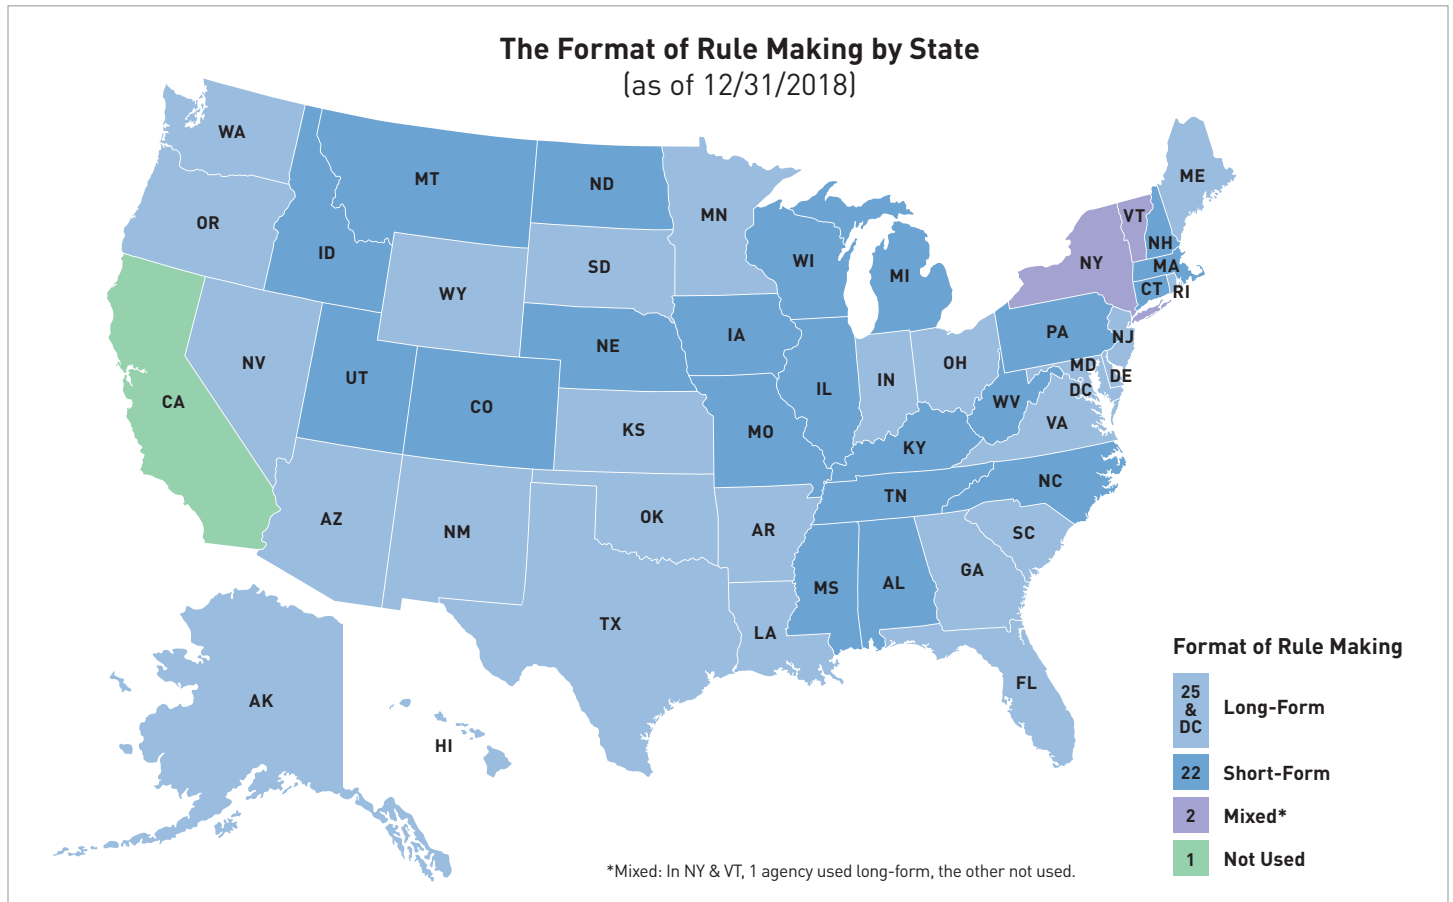 The Format of Rule Making by State
(as of 12/31/2018)
WA
MT
ND
MN
ME
OR
ID
WY
SD
WI
MI
VT
NH
NY
MA
CT
RI
NV
UT
CO
NE
IA
PA
NJ
CA
KS
MO
IL
IN
OH
MD
DE
DC
WV
VA
KY
AZ
NM
OK
AR
TN
NC
SC
TX
LA
MS
AL
GA
FL
AK
HI
Format of Rule Making
25
&
DC
Long-Form
22 Short-Form
2 Mixed*
1 Not Used
*Mixed: In NY & VT, 1 agency used long-form, the other not used.